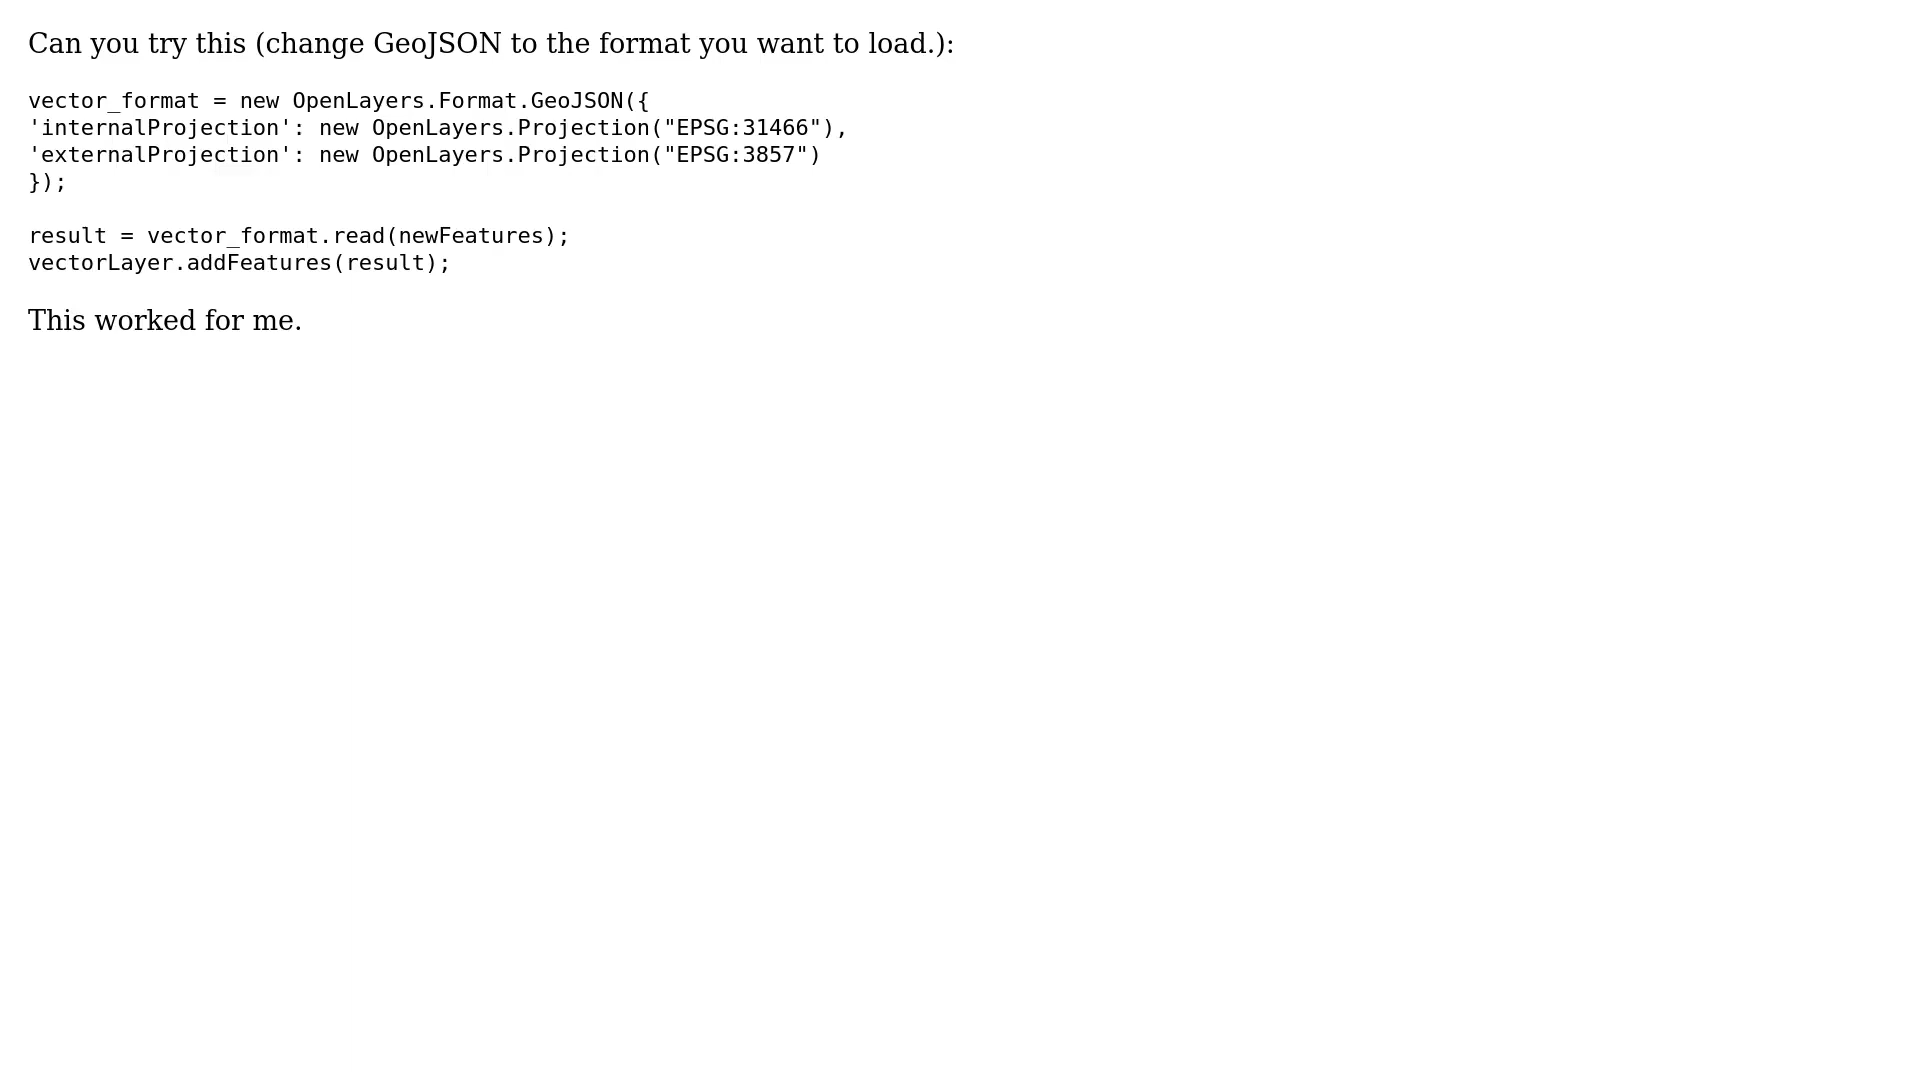 Can you try this (change GeoJSON to the format you want to load.):
vector_format = new OpenLayers.Format.GeoJSON({
'internalProjection': new OpenLayers.Projection("EPSG:31466"),
'externalProjection': new OpenLayers.Projection("EPSG:3857")
});
result = vector_format.read(newFeatures);
vectorLayer.addFeatures(result);
This worked for me.